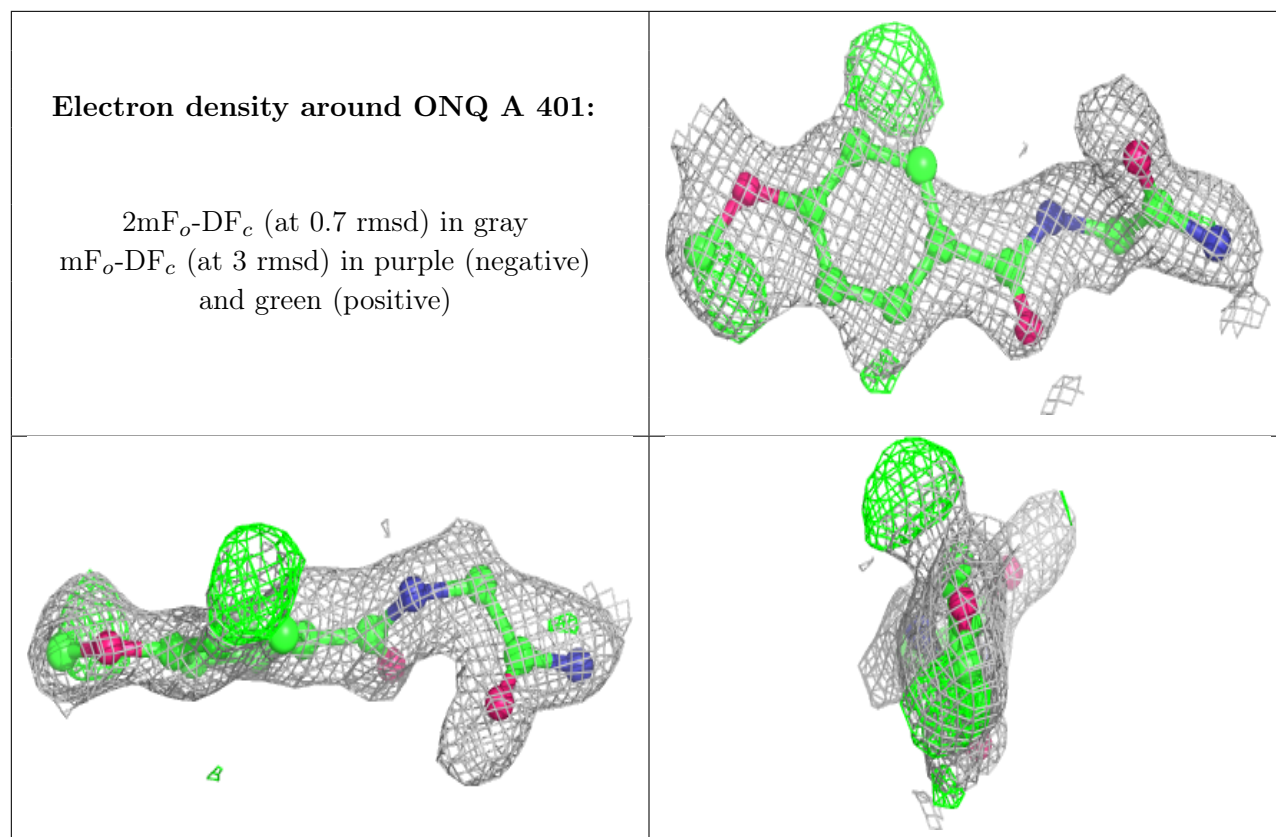 Electron density around ONQ A 401:
2mFₒ-DF𝒸 (at 0.7 rmsd) in gray
mFₒ-DF𝒸 (at 3 rmsd) in purple (negative)
and green (positive)